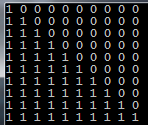 1 0 0 0 0 0 0 0 0 0
1 1 0 0 0 0 0 0 0 0
1 1 1 0 0 0 0 0 0 0
1 1 1 1 0 0 0 0 0 0
1 1 1 1 1 0 0 0 0 0
1 1 1 1 1 1 0 0 0 0
1 1 1 1 1 1 1 0 0 0
1 1 1 1 1 1 1 1 0 0
1 1 1 1 1 1 1 1 1 0
1 1 1 1 1 1 1 1 1 1